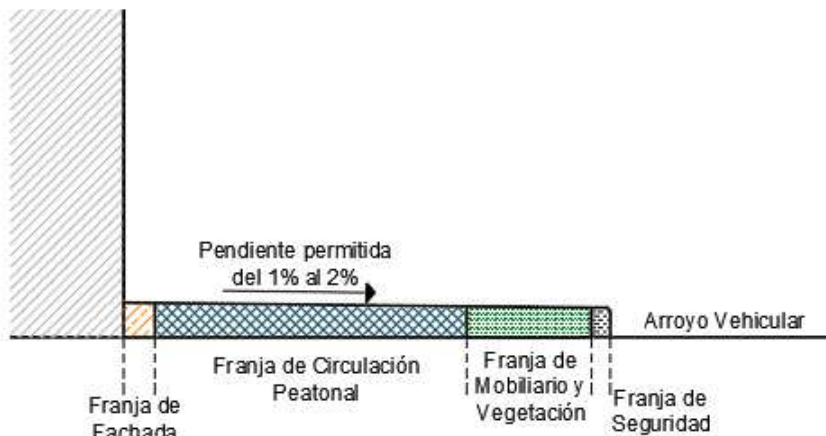 Pendiente permitida
del 1% al 2%
Arroyo Vehicular
Franja de Circulación
Peatonal
Franja de
Mobiliario y
Vegetación
Franja de
Fachada
Franja de
Seguridad